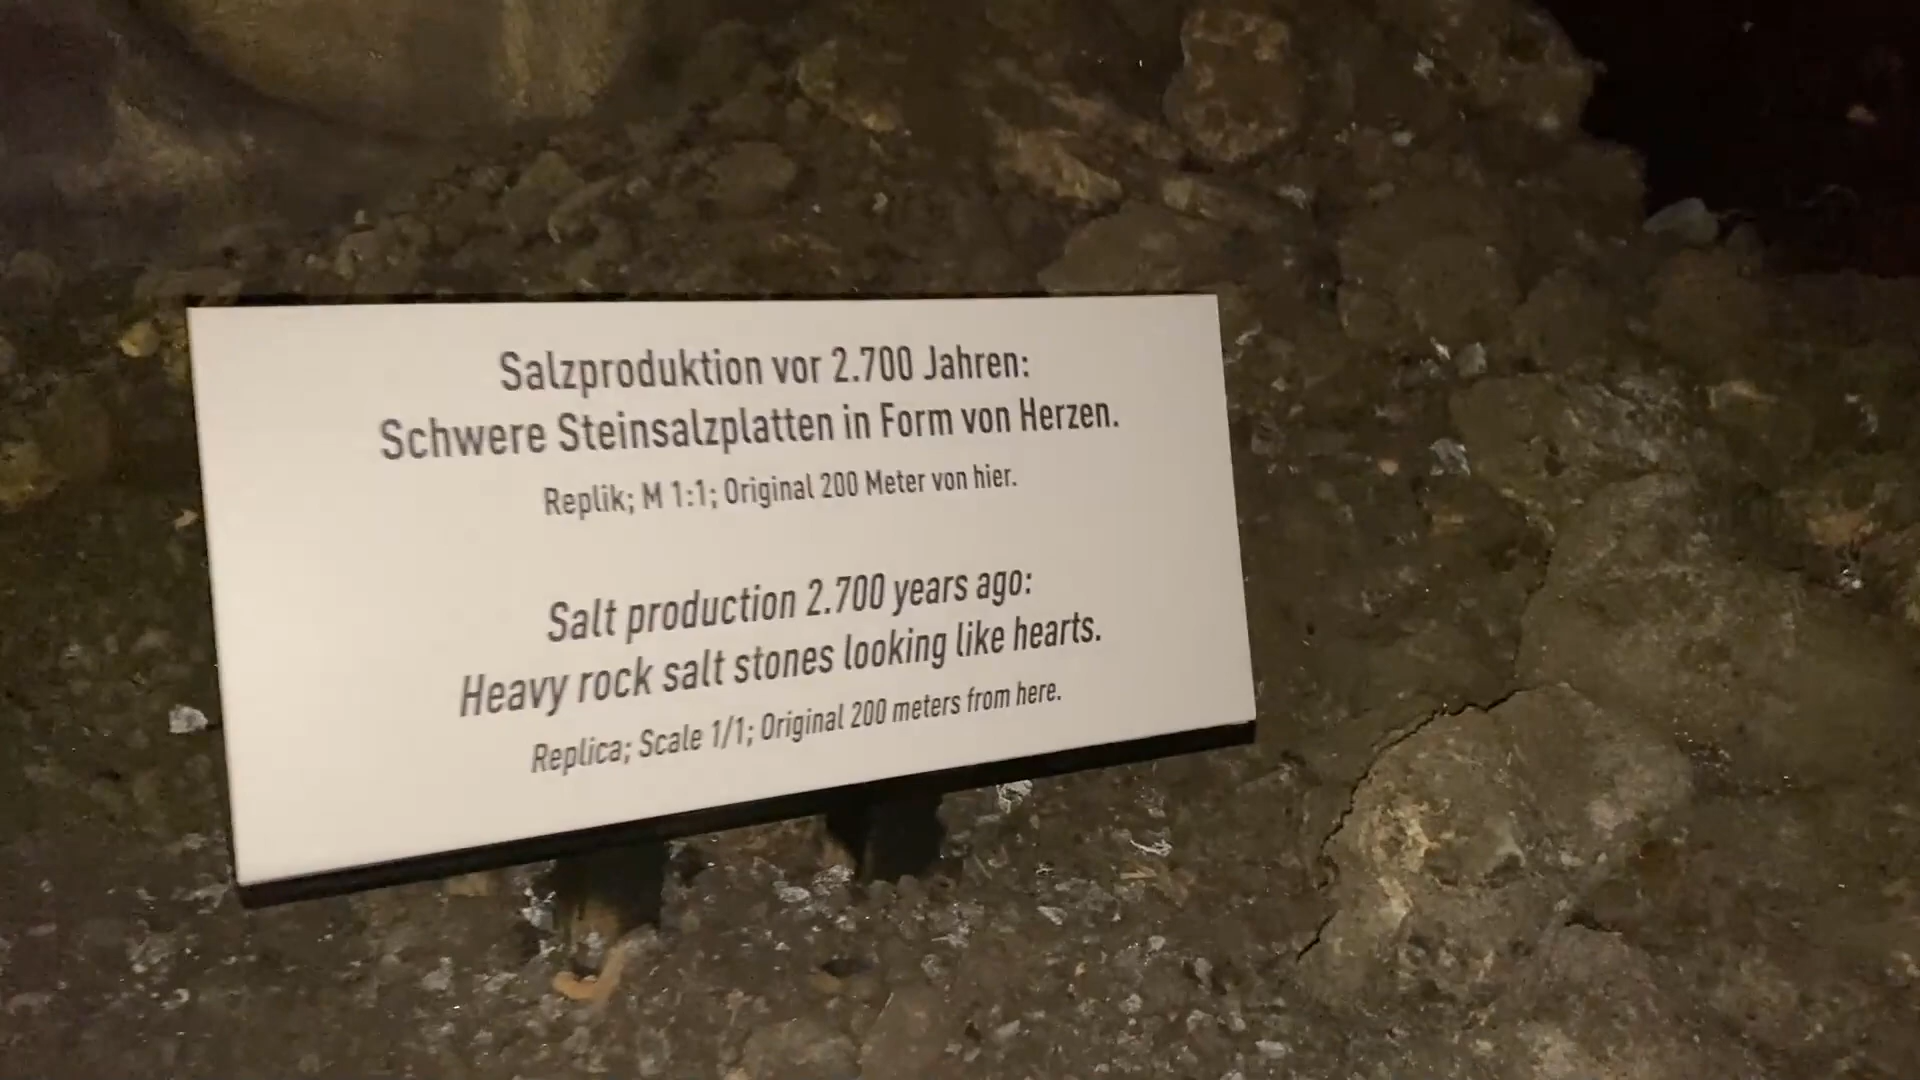 Salzproduktion vor 2.700 Jahren:
Schwere Steinsalzplatten in Form von Herzen.
Replik; M 1:1; Original 200 Meter von hier.
Salt production 2.700 years ago:
Heavy rock salt stones looking like hearts.
Replica; Scale 1/1; Original 200 meters from here.